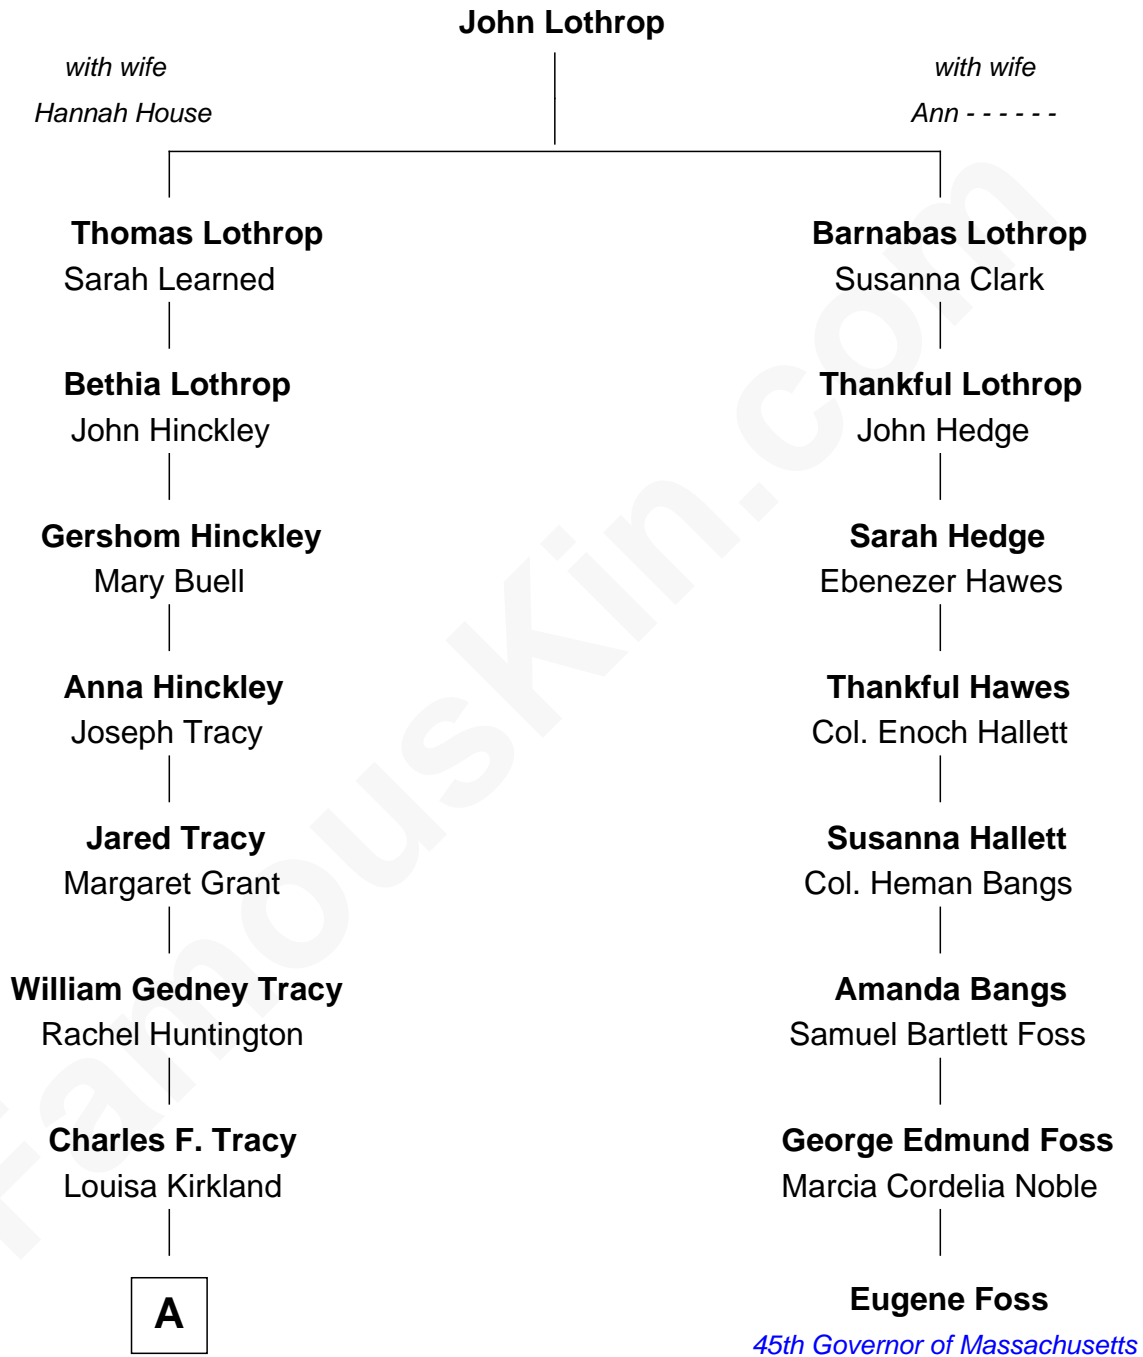 John Lothrop
with wife
Hannah House
with wife
Ann - - - - - -
Thomas Lothrop
Sarah Learned
Bethia Lothrop
John Hinckley
Gershom Hinckley
Mary Buell
Anna Hinckley
Joseph Tracy
Jared Tracy
Margaret Grant
William Gedney Tracy
Rachel Huntington
Charles F. Tracy
Louisa Kirkland
A
Barnabas Lothrop
Susanna Clark
Thankful Lothrop
John Hedge
Sarah Hedge
Ebenezer Hawes
Thankful Hawes
Col. Enoch Hallett
Susanna Hallett
Col. Heman Bangs
Amanda Bangs
Samuel Bartlett Foss
George Edmund Foss
Marcia Cordelia Noble
Eugene Foss
45th Governor of Massachusetts
FamousKin.com